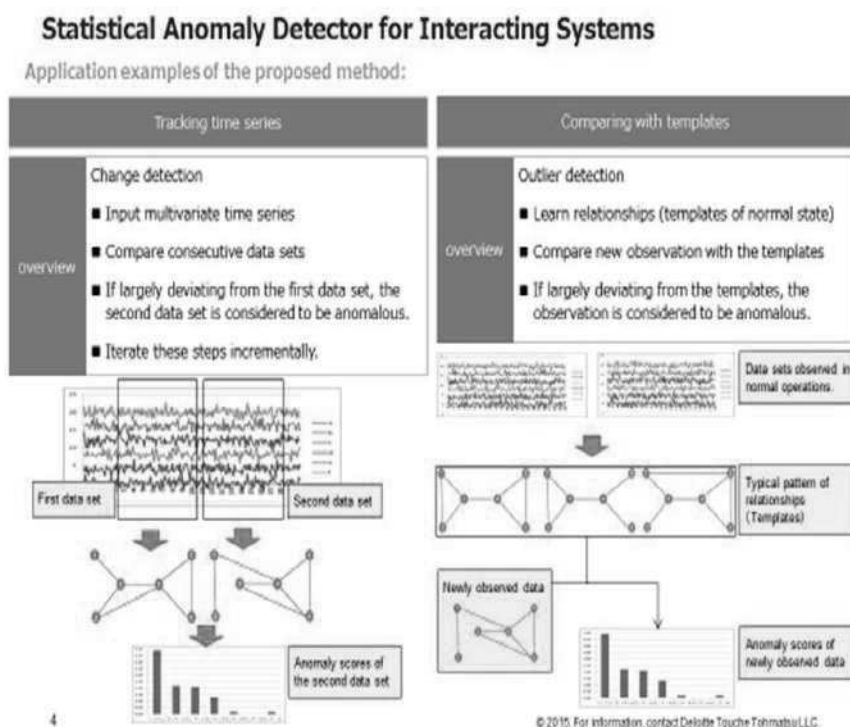 Statistical Anomaly Detector for Interacting Systems
Application examples of the proposed method:
Tracking time series
overview
Change detection
■ Input multivariate time series
■ Compare consecutive data sets
■ If largely deviating from the first data set, the
second data set is considered to be anomalous.
■ Iterate these steps incrementally.
First data set
Second data set
Anomaly scores of
the second data set
Comparing with templates
overview
Outlier detection
■ Learn relationships (templates of normal state)
■ Compare new observation with the templates
■ If largely deviating from the templates, the
observation is considered to be anomalous.
Data sets observed in
normal operations.
Typical pattern of
relationships
(Templates)
Newly observed data
Anomaly scores of
newly observed data
4
© 2015. For information, contact Deloitte Touche Tohmatsu LLC.